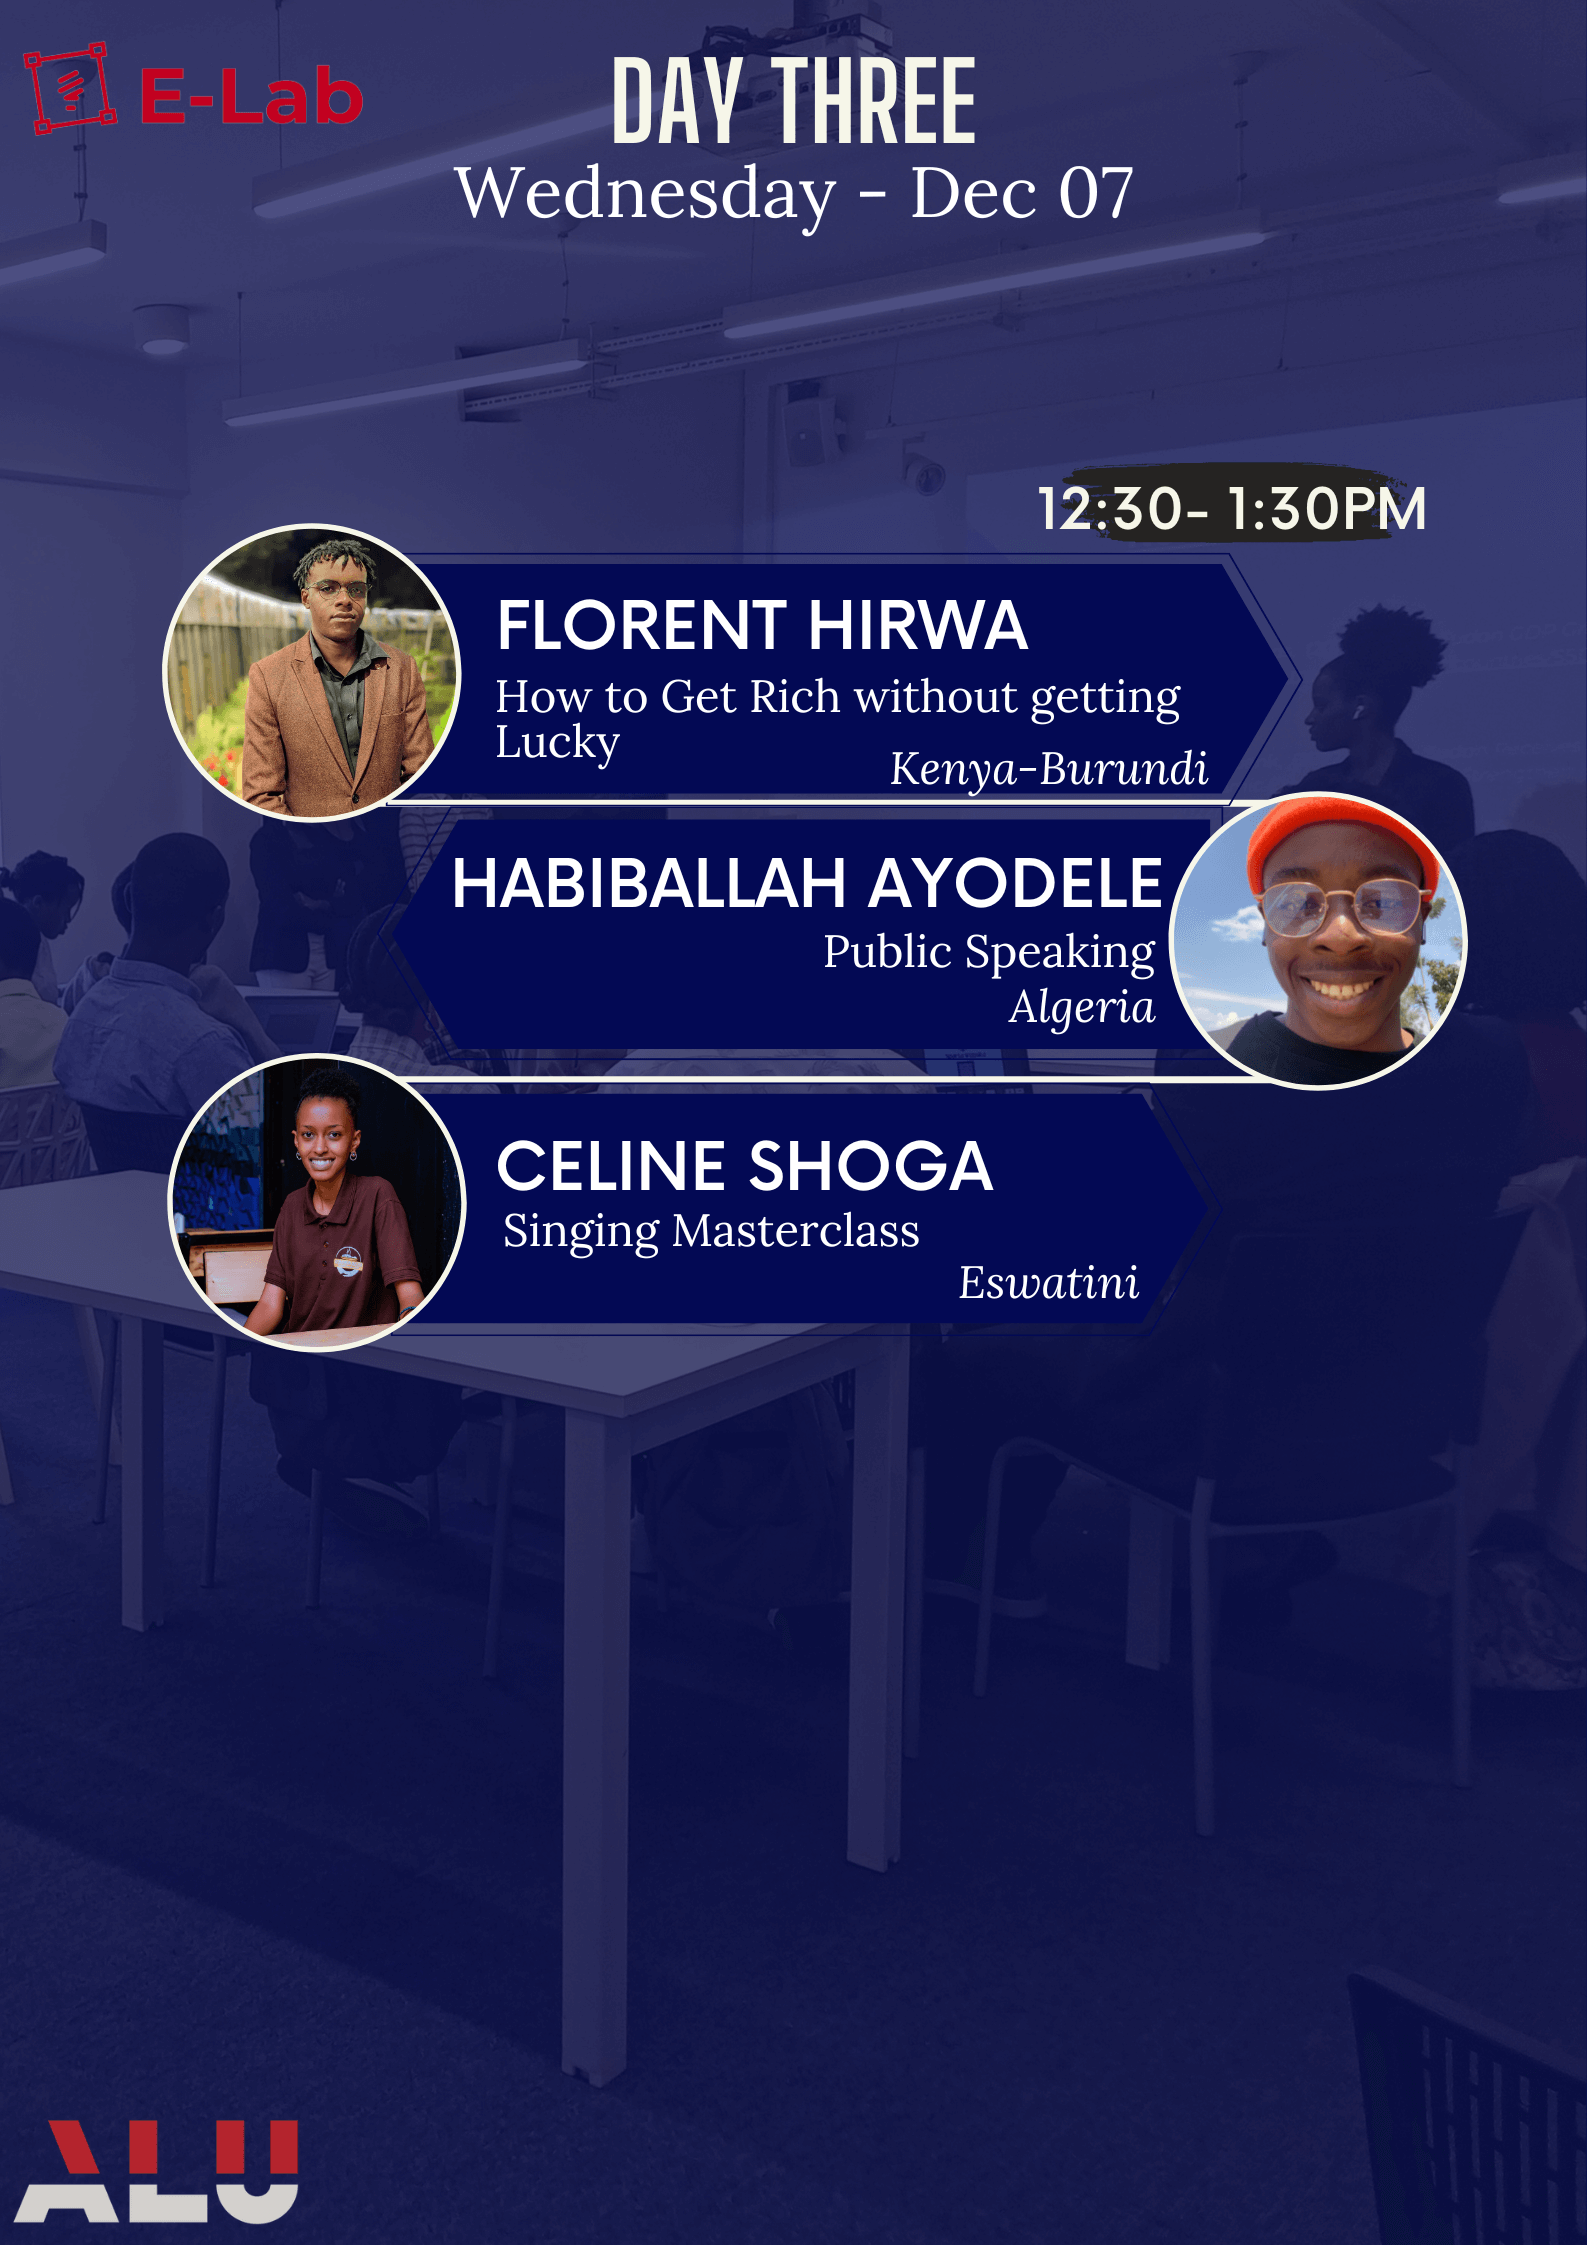 E-Lab
DAY THREE
Wednesday - Dec 07
12:30- 1:30PM
FLORENT HIRWA
How to Get Rich without getting
Lucky
Kenya-Burundi
HABIBALLAH AYODELE
Public Speaking
Algeria
CELINE SHOGA
Singing Masterclass
Eswatini
ALU